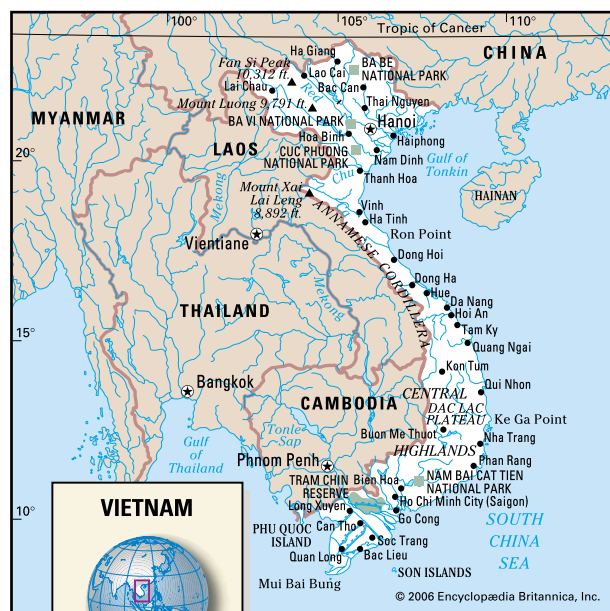 100°
105°
110°
Tropic of Cancer
Ha Giang
CHINA
Fan Si Peak
10,312 ft.
BA BE
NATIONAL PARK
Lao Cai
Lai Chau
Bac Can
Red
Mount Luong 9,791 ft.
Thai Nguyen
MYANMAR
BA VI NATIONAL PARK
Hanoi
Hoa Binh
Haiphong
LAOS
CUC PHUONG
NATIONAL PARK
Nam Dinh
Gulf of
Tonkin
20°
Chu
Thanh Hoa
Mekong
Mount Xai
Lai Leng
8,892 ft.
HAINAN
Vinh
Ha Tinh
ANNAMESE CORDILLERA
Ron Point
Vientiane
Dong Hoi
Mekong
Dong Ha
Hue
THAILAND
Da Nang
Hoi An
Tam Ky
15°
Quang Ngai
Kon Tum
Bangkok
Qui Nhon
CAMBODIA
CENTRAL
DAC LAC
PLATEAU
Ke Ga Point
Tonle-
Sap
Buon Me Thuot
Gulf
of
Thailand
HIGHLANDS
Nha Trang
Phnom Penh
Phan Rang
TRAM CHIN
RESERVE
Bien Hoa
NAM BAI CAT TIEN
NATIONAL PARK
Long Xuyen
Ho Chi Minh City (Saigon)
VIETNAM
10°
Go Cong
SOUTH
CHINA
SEA
PHU QUOC
ISLAND
Can Tho
Soc Trang
Quan Long
Bac Lieu
SON ISLANDS
Mui Bai Bung
© 2006 Encyclopædia Britannica, Inc.